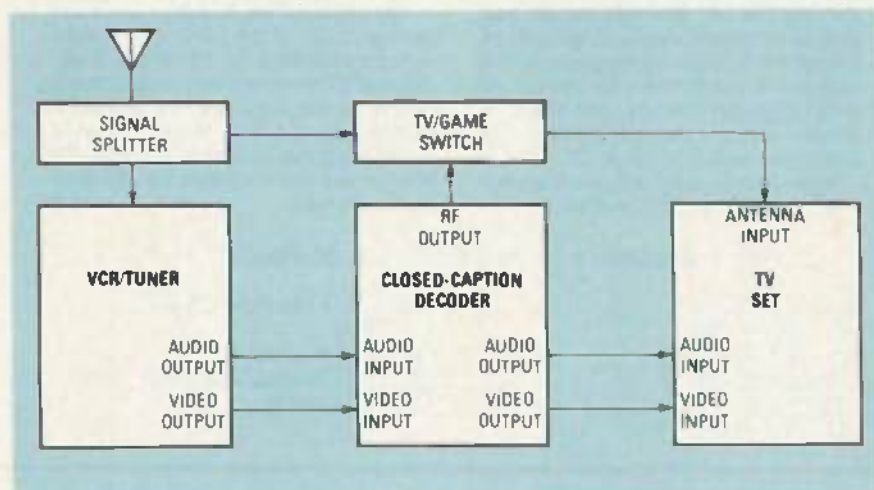 SIGNAL
SPLITTER
TV/GAME
SWITCH
VCR/TUNER
RF
OUTPUT
CLOSED-CAPTION
DECODER
ANTENNA
INPUT
TV
SET
AUDIO
OUTPUT
VIDEO
OUTPUT
AUDIO
INPUT
VIDEO
INPUT
AUDIO
OUTPUT
VIDEO
OUTPUT
AUDIO
INPUT
VIDEO
INPUT